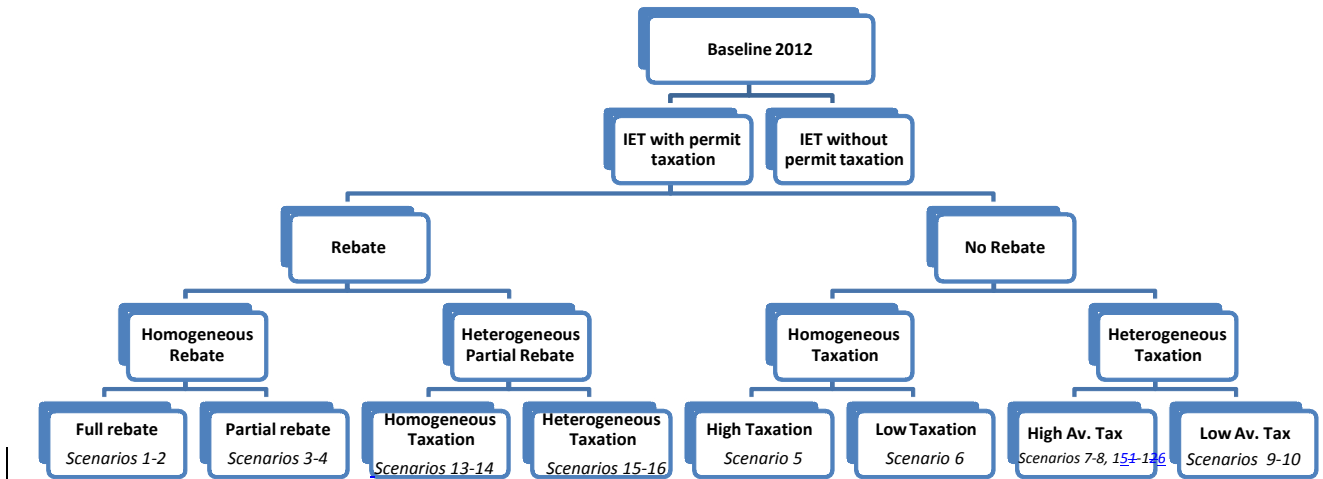 Baseline 2012
IET with permit
taxation
IET without
permit taxation
Rebate
No Rebate
Homogeneous
Rebate
Heterogeneous
Partial Rebate
Homogeneous
Taxation
Heterogeneous
Taxation
Full rebate
Scenarios 1-2
Partial rebate
Scenarios 3-4
Homogeneous
Taxation
Scenarios 13-14
Heterogeneous
Taxation
Scenarios 15-16
High Taxation
Scenario 5
Low Taxation
Scenario 6
High Av. Tax
Scenarios 7-8,
Low Av. Tax
Scenarios 9-10